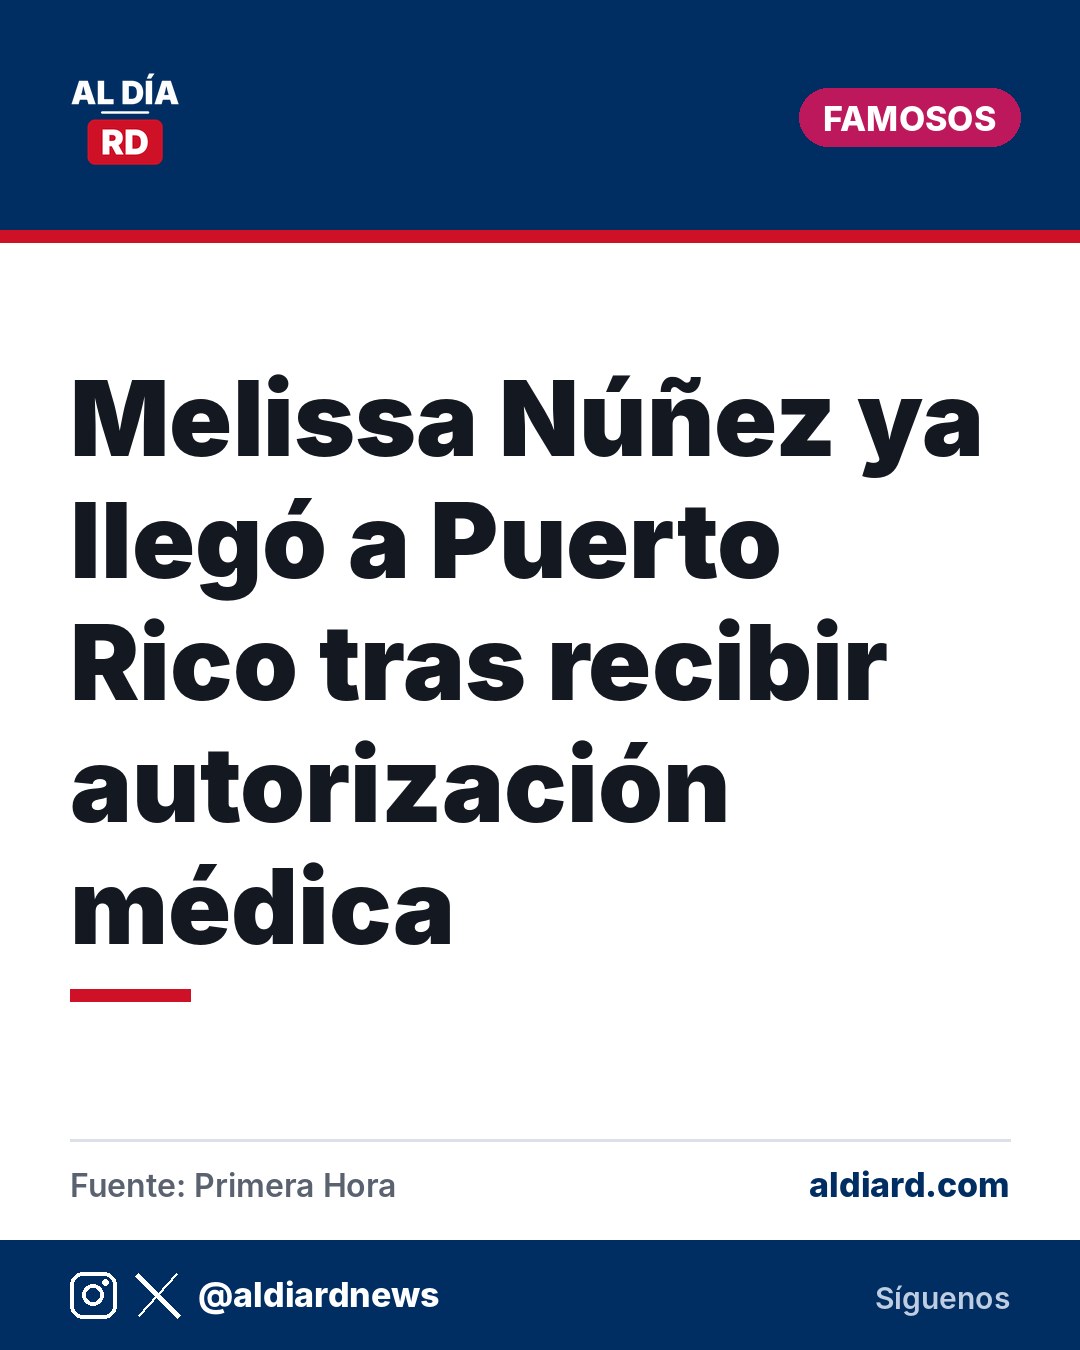 AL DÍA
RD
FAMOSOS
Melissa Núñez ya
llegó a Puerto
Rico tras recibir
autorización
médica
Fuente: Primera Hora
aldiard.com
@aldiardnews
Síguenos